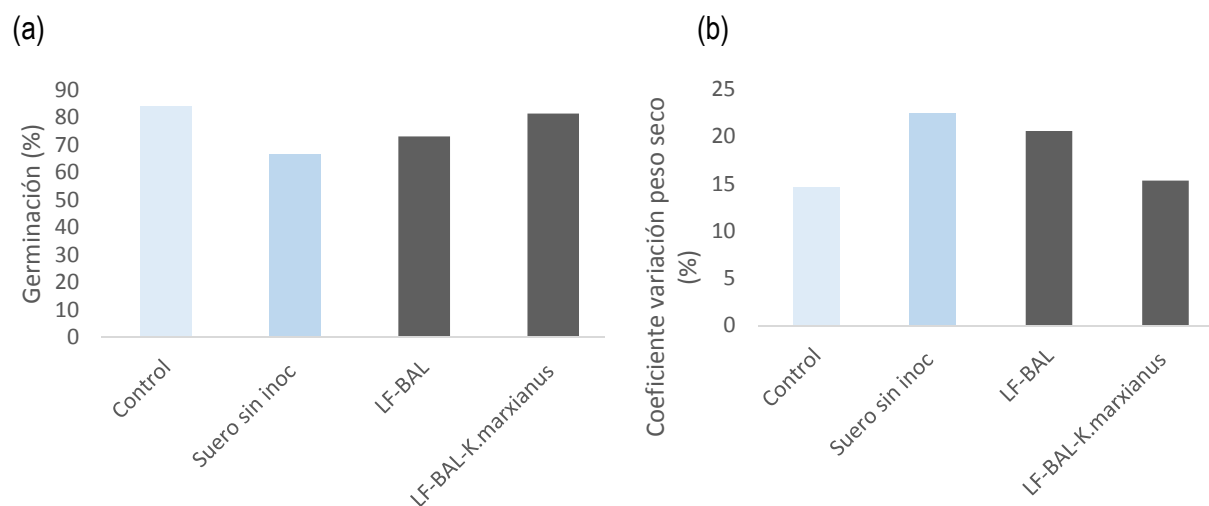 (a)
Germinación (%)
90
80
70
60
50
40
30
20
10
0
Control
Suero sin inoc
LF-BAL
LF-BAL-K.marxianus
(b)
Coeficiente variación peso seco
(%)
25
20
15
10
5
0
Control
Suero sin inoc
LF-BAL
LF-BAL-K.marxianus